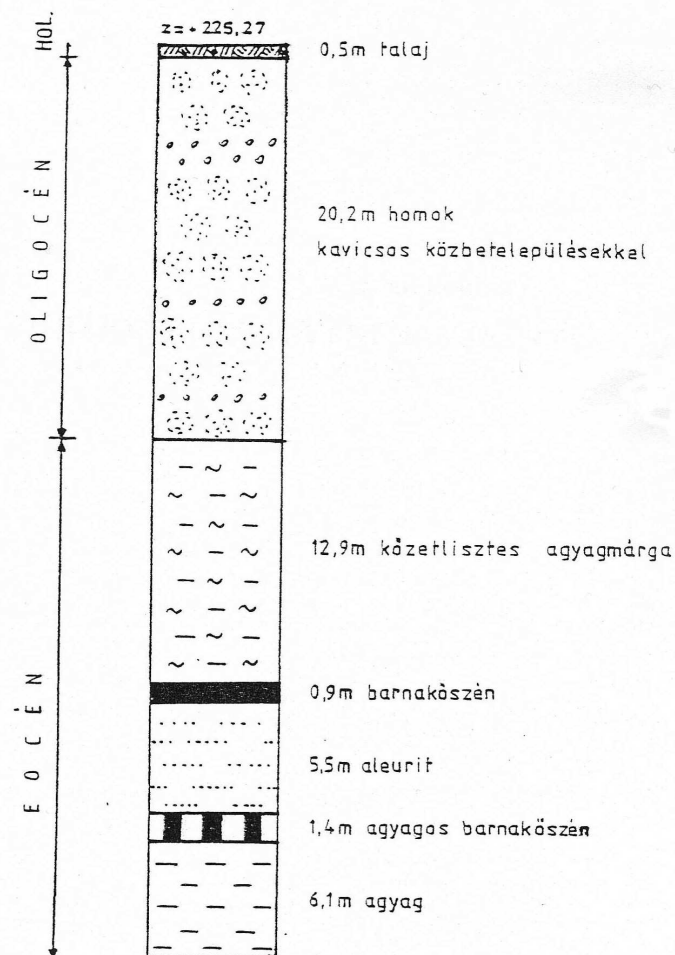 HOL.
z= + 225,27
0,5m talaj
OLIGOCÉN
20,2m homok
kavicsos közbetelepülésekkel
EOCÉN
12,9m kőzetlisztes agyagmárga
0,9m barnakőszén
5,5m aleurit
1,4m agyagos barnakőszén
6,1m agyag